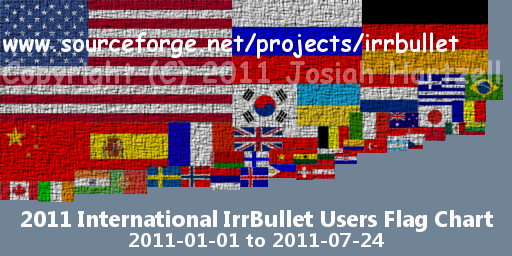 www.sourceforge.net/projects/irrbullet
Copyright (C) 2011 Josiah Hartzell
2011 International IrrBullet Users Flag Chart
2011-01-01 to 2011-07-24